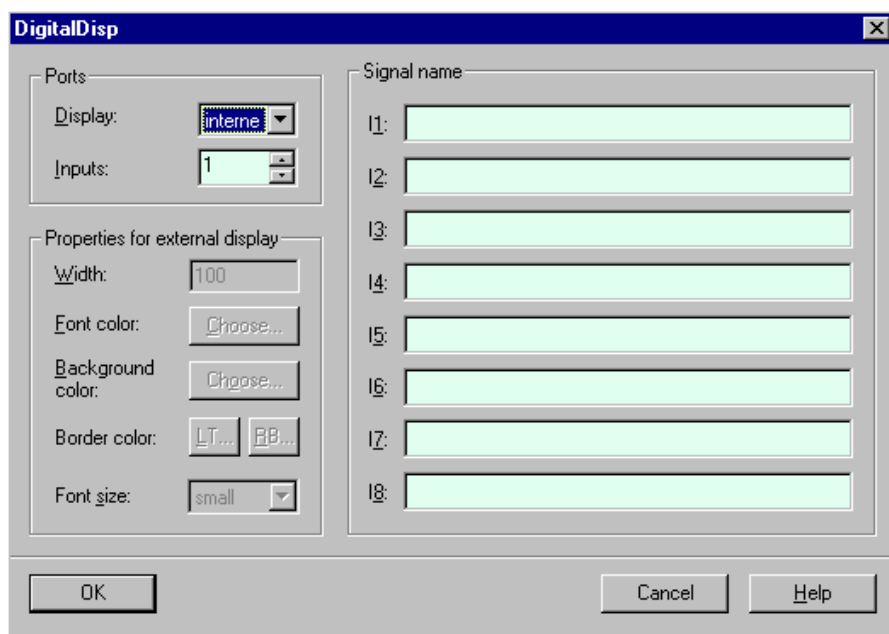 DigitalDisp
Ports
Display: interne
Inputs: 1
Properties for external display
Width: 100
Font color: Choose...
Background
color: Choose...
Border color: LT... RB...
Font size: small
Signal name
I1:
I2:
I3:
I4:
I5:
I6:
I7:
I8:
OK Cancel Help